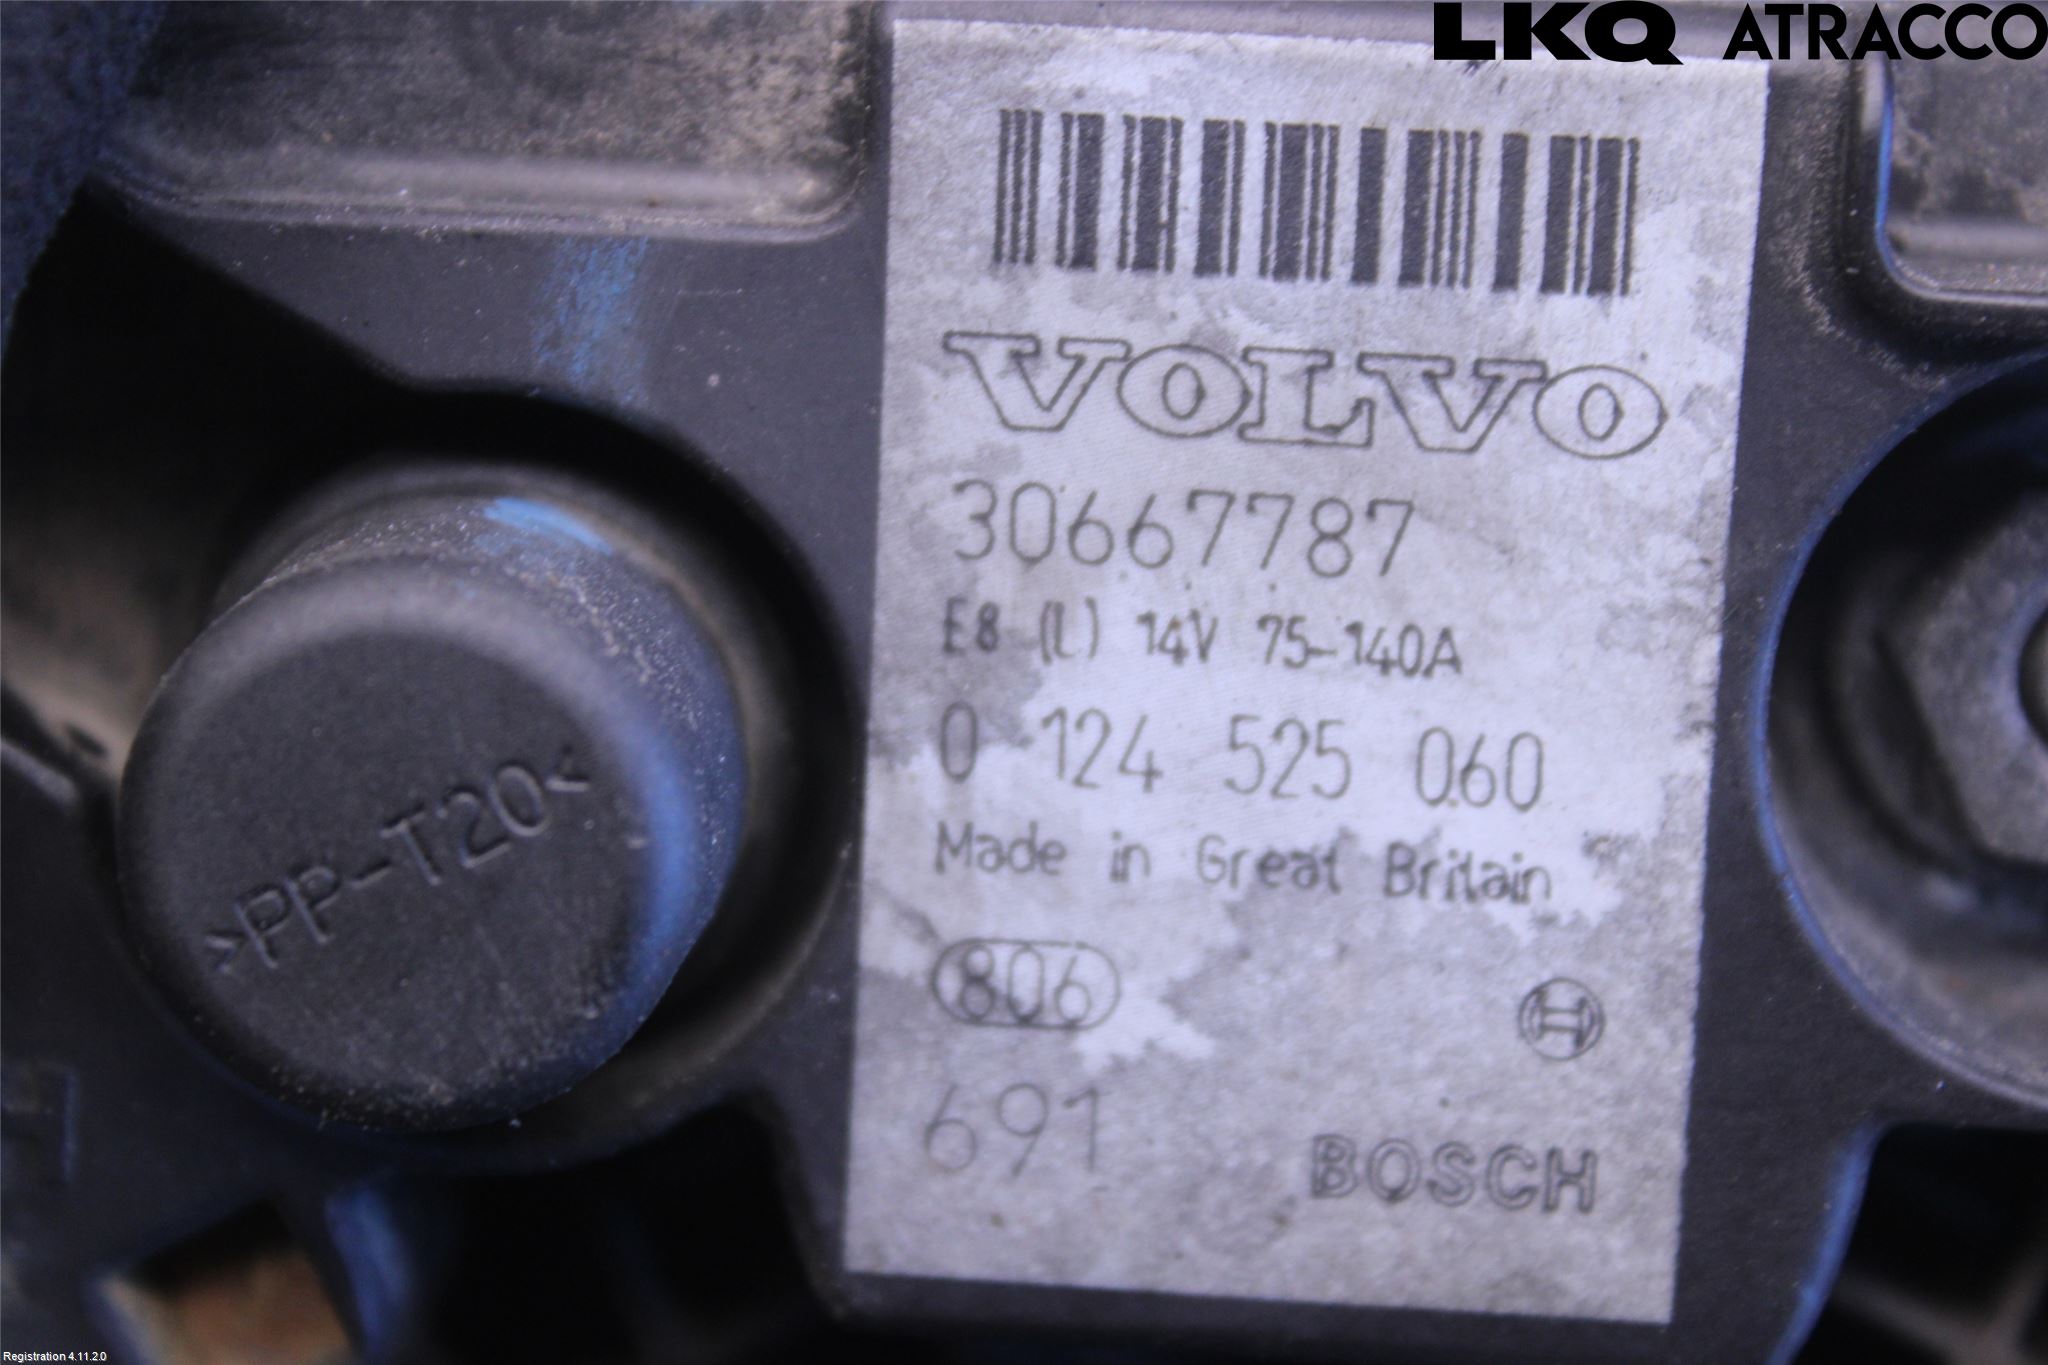 LKQ ATRACCO
VOLVO
30667787
E8 (L) 14V 75-140A
0 124 525 060
Made in Great Britain
806
691
BOSCH
>PP-T20<
Registration 4.11.2.0